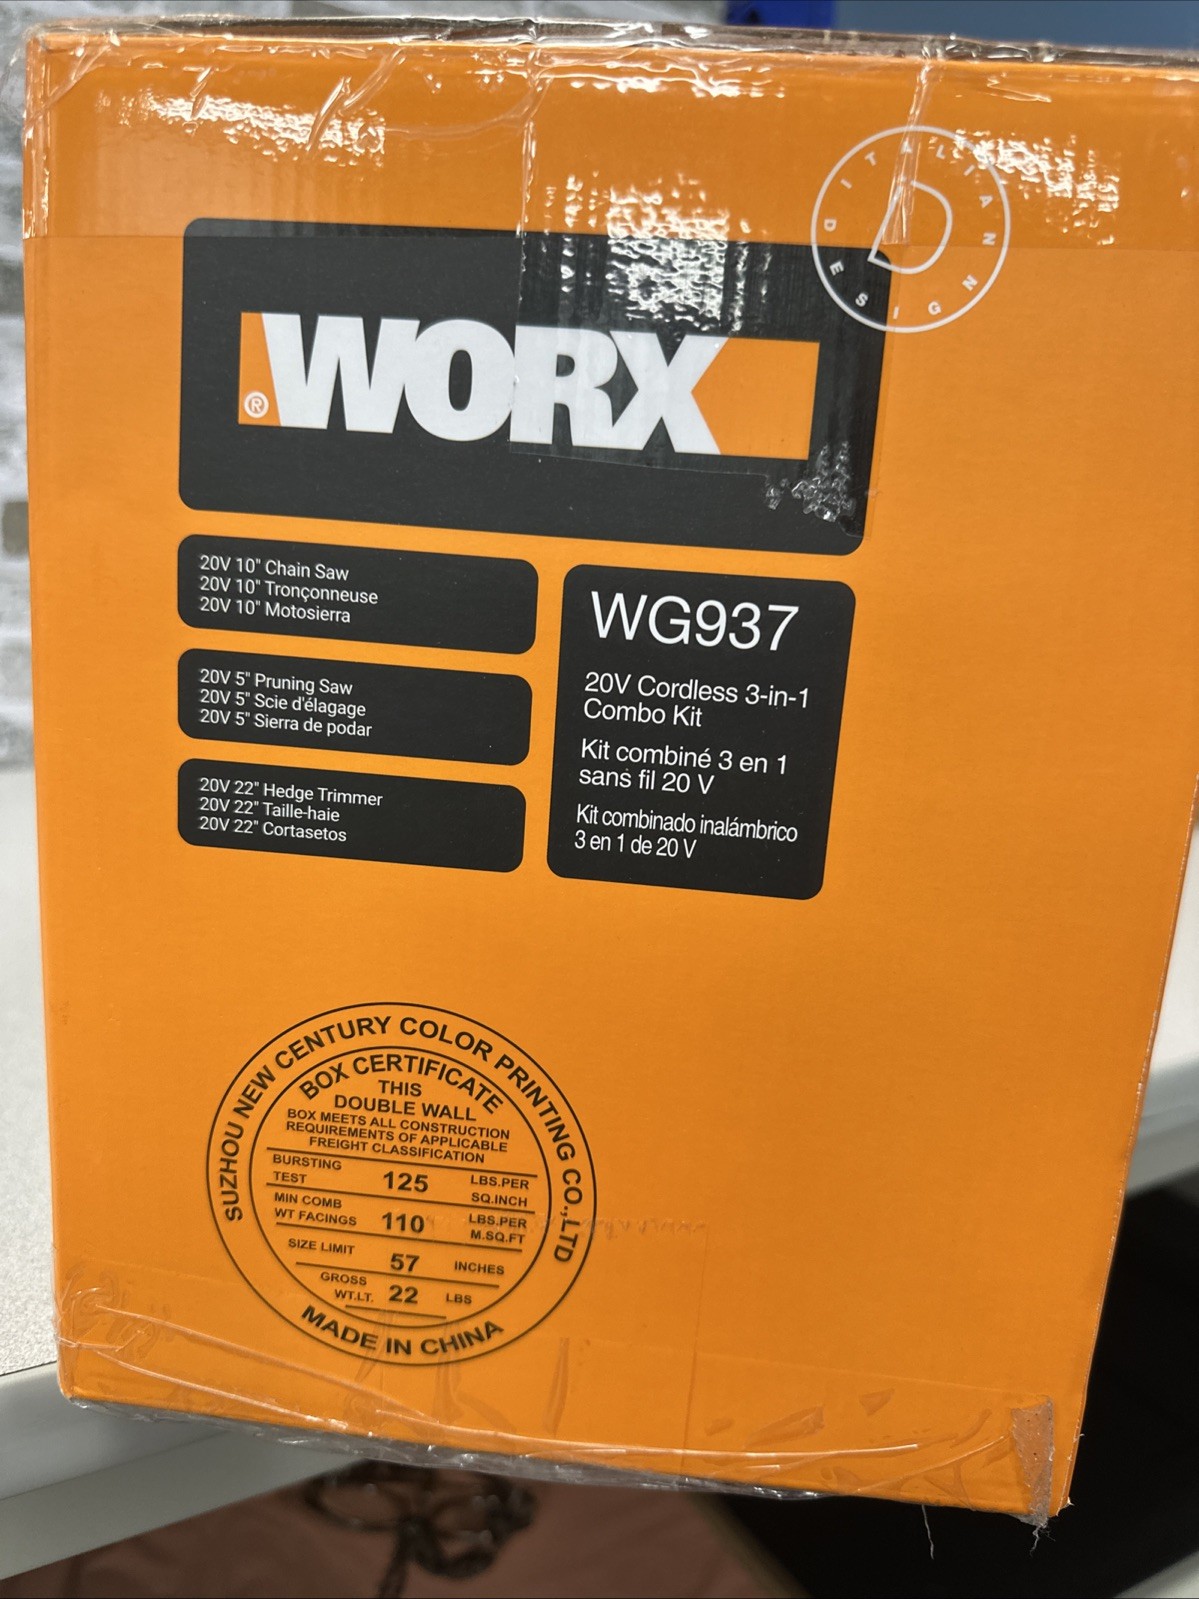 ITALIAN DESIGN
D
WORX
®
20V 10" Chain Saw
20V 10" Tronçonneuse
20V 10" Motosierra
20V 5" Pruning Saw
20V 5" Scie d'élagage
20V 5" Sierra de podar
20V 22" Hedge Trimmer
20V 22" Taille-haie
20V 22" Cortasetos
WG937
20V Cordless 3-in-1
Combo Kit
Kit combiné 3 en 1
sans fil 20 V
Kit combinado inalámbrico
3 en 1 de 20 V
SUZHOU NEW CENTURY COLOR PRINTING CO.,LTD
BOX CERTIFICATE
THIS
DOUBLE WALL
BOX MEETS ALL CONSTRUCTION
REQUIREMENTS OF APPLICABLE
FREIGHT CLASSIFICATION
BURSTING
TEST 125 LBS.PER
SQ.INCH
MIN COMB
WT FACINGS 110 LBS.PER
M.SQ.FT
SIZE LIMIT 57 INCHES
GROSS
WT.LT. 22 LBS
MADE IN CHINA